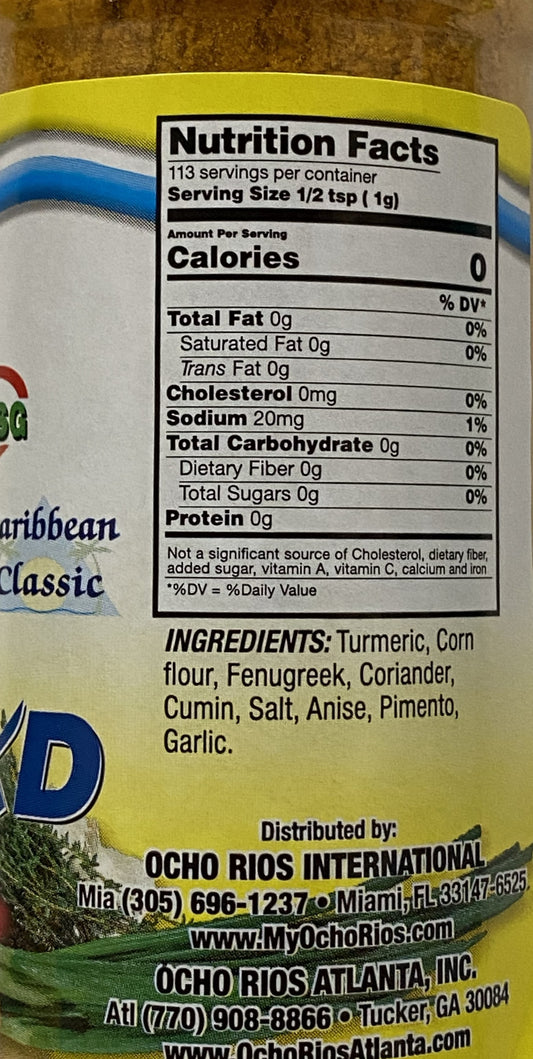 Nutrition Facts
113 servings per container
Serving Size 1/2 tsp ( 1g)
Amount Per Serving
Calories 0
% DV*
Total Fat 0g 0%
Saturated Fat 0g 0%
Trans Fat 0g
Cholesterol 0mg 0%
Sodium 20mg 1%
Total Carbohydrate 0g 0%
Dietary Fiber 0g 0%
Total Sugars 0g 0%
Protein 0g
Not a significant source of Cholesterol, dietary fiber,
added sugar, vitamin A, vitamin C, calcium and iron
*%DV = %Daily Value
SG
aribbean
Classic
D
INGREDIENTS: Turmeric, Corn
flour, Fenugreek, Coriander,
Cumin, Salt, Anise, Pimento,
Garlic.
Distributed by:
OCHO RIOS INTERNATIONAL
Mia (305) 696-1237 • Miami, FL 33147-6525
www.MyOchoRios.com
OCHO RIOS ATLANTA, INC.
Atl (770) 908-8866 • Tucker, GA 30084
www.OchoRiosAtlanta.com